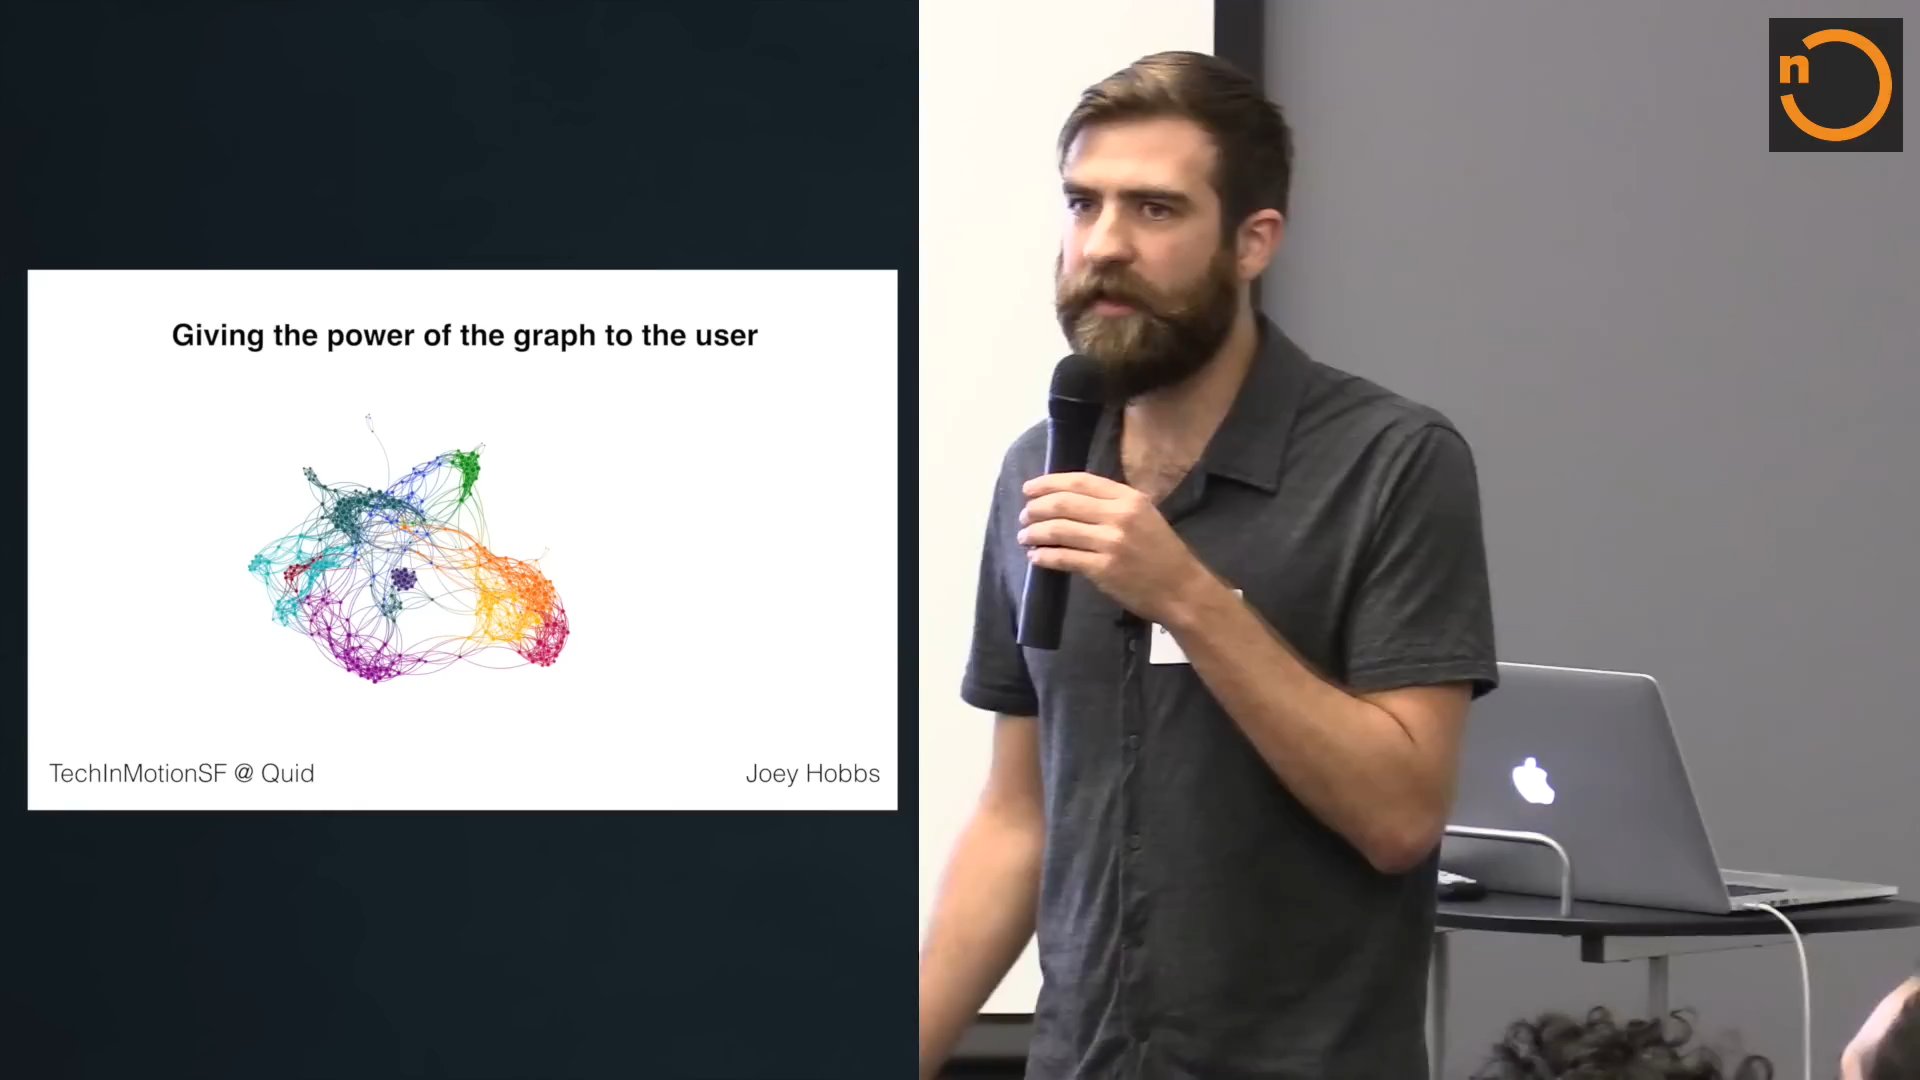 Giving the power of the graph to the user
TechInMotionSF @ Quid
Joey Hobbs
n